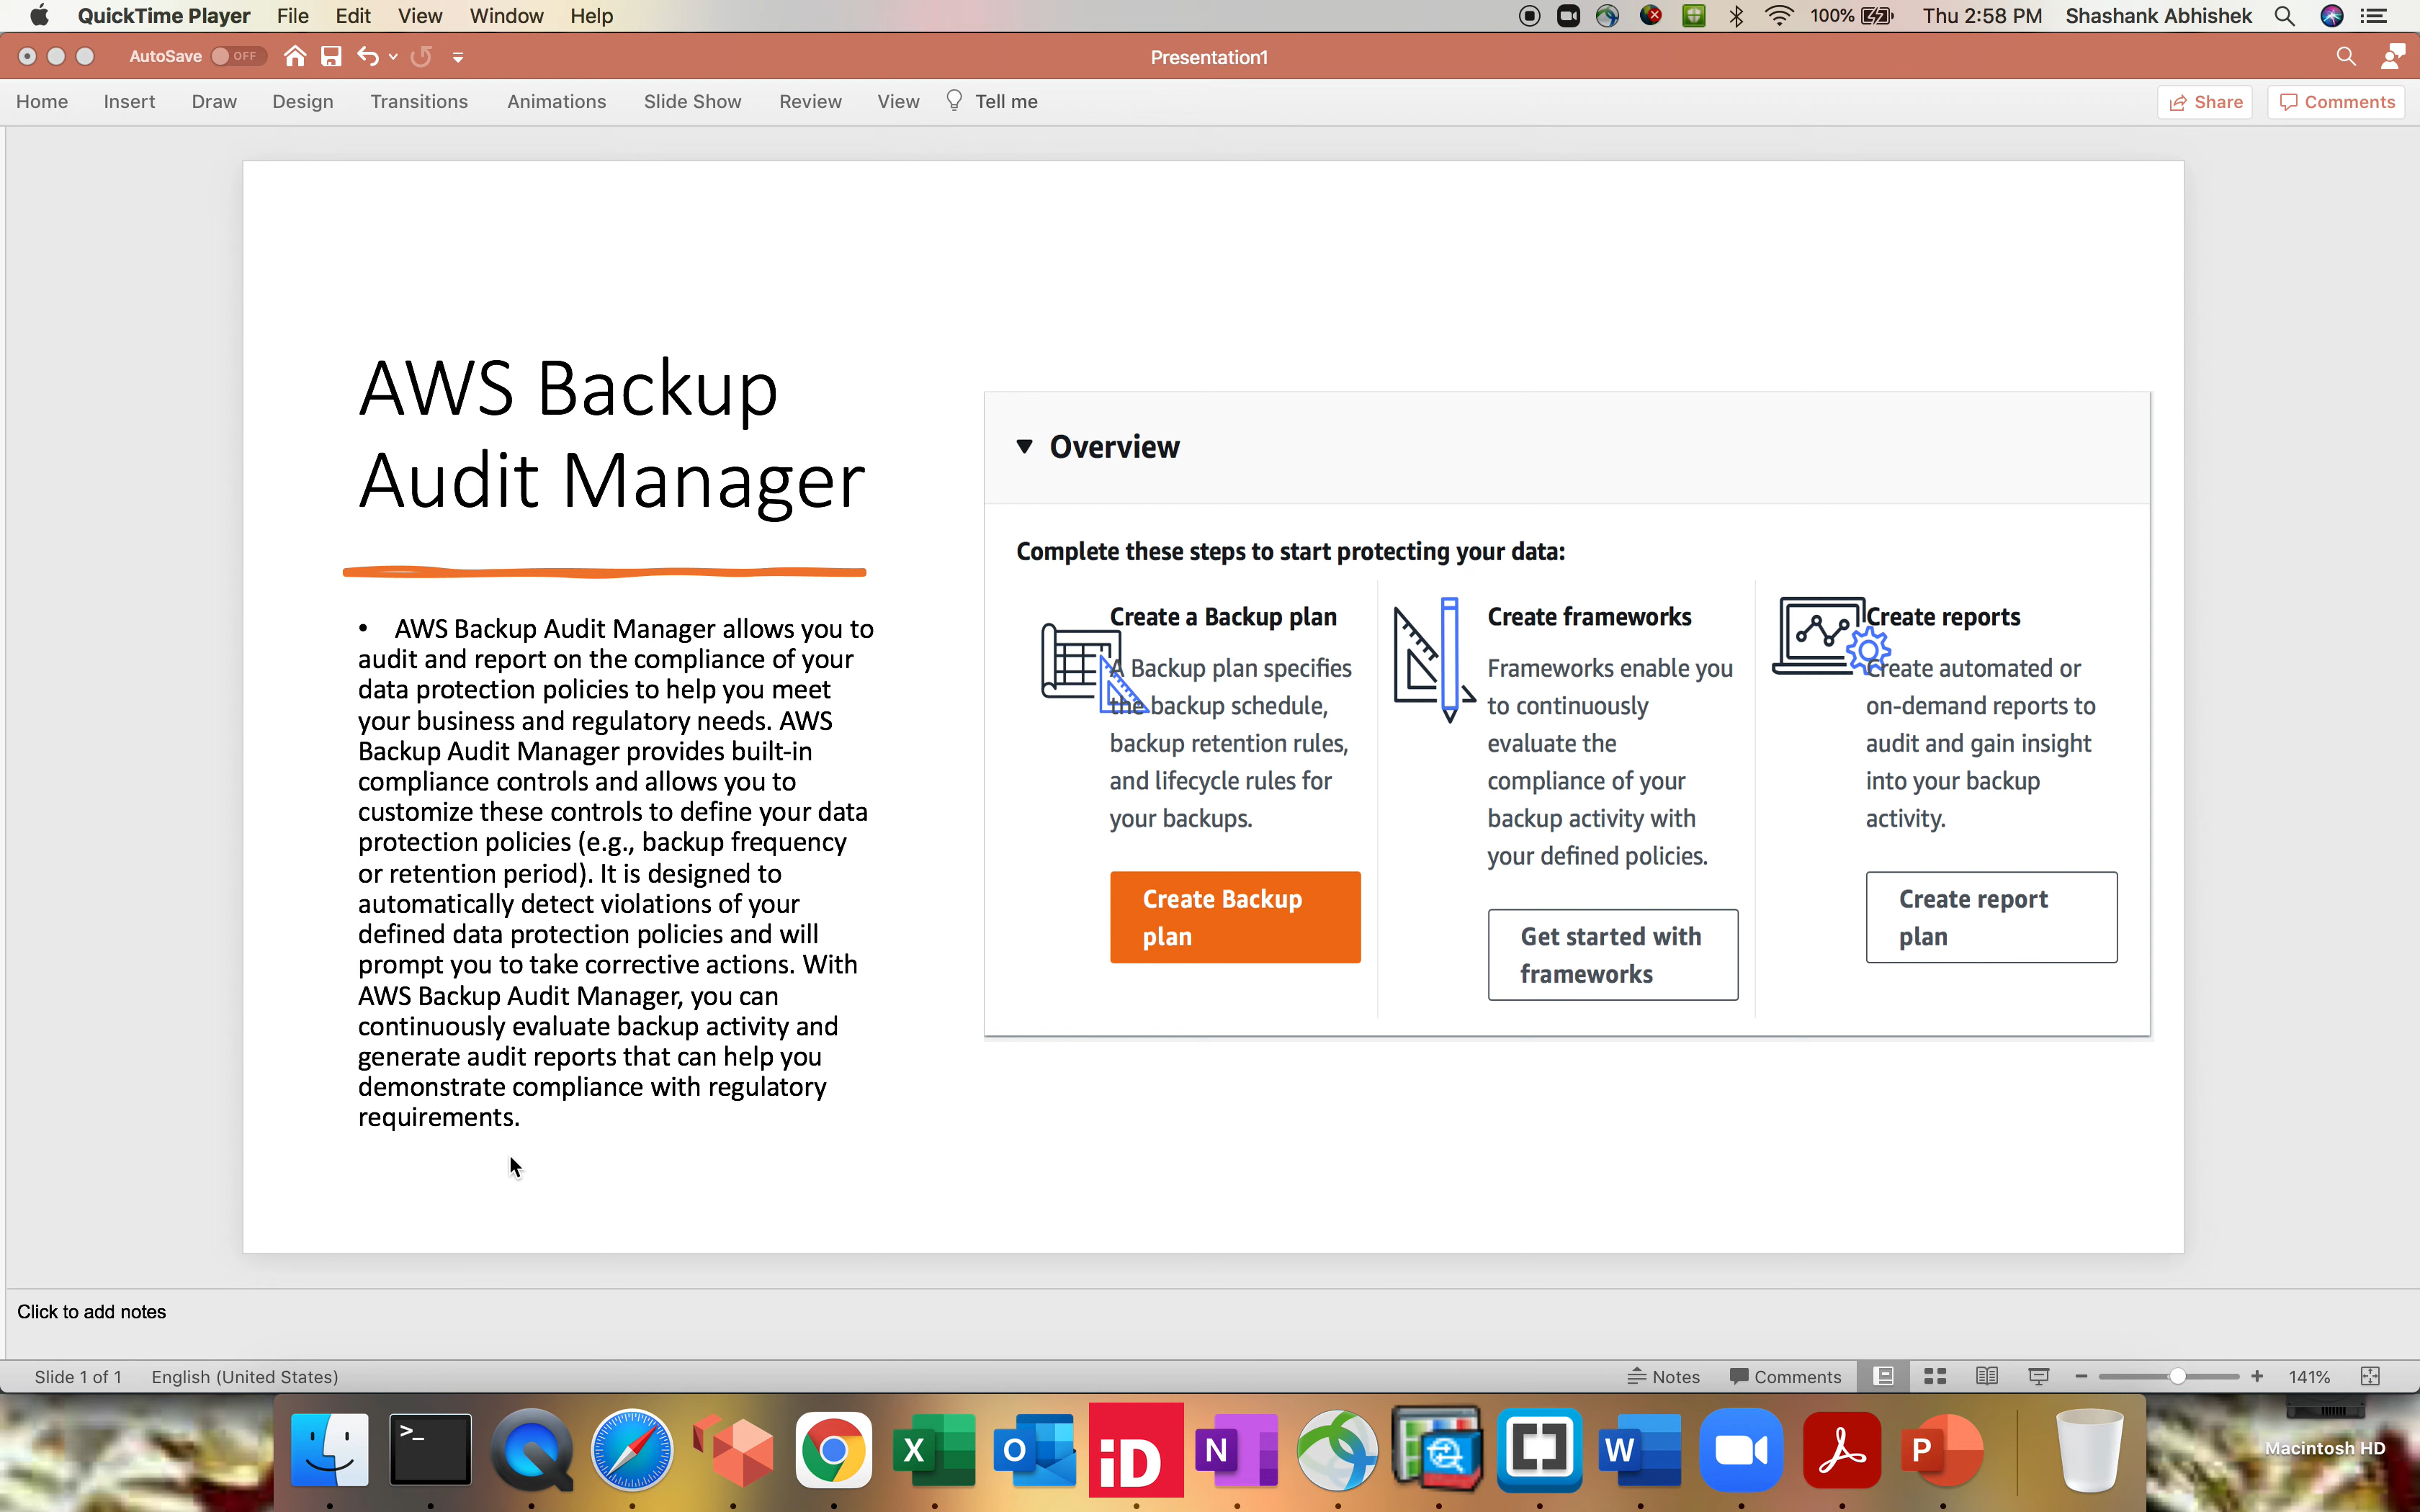 QuickTime Player File Edit View Window Help 100% Thu 2:58 PM Shashank Abhishek
AutoSave OFF Presentation1
Home Insert Draw Design Transitions Animations Slide Show Review View Tell me Share Comments
AWS Backup
Audit Manager
• AWS Backup Audit Manager allows you to
audit and report on the compliance of your
data protection policies to help you meet
your business and regulatory needs. AWS
Backup Audit Manager provides built-in
compliance controls and allows you to
customize these controls to define your data
protection policies (e.g., backup frequency
or retention period). It is designed to
automatically detect violations of your
defined data protection policies and will
prompt you to take corrective actions. With
AWS Backup Audit Manager, you can
continuously evaluate backup activity and
generate audit reports that can help you
demonstrate compliance with regulatory
requirements.
Overview
Complete these steps to start protecting your data:
Create a Backup plan
A Backup plan specifies
the backup schedule,
backup retention rules,
and lifecycle rules for
your backups.
Create Backup
plan
Create frameworks
Frameworks enable you
to continuously
evaluate the
compliance of your
backup activity with
your defined policies.
Get started with
frameworks
Create reports
Create automated or
on-demand reports to
audit and gain insight
into your backup
activity.
Create report
plan
Click to add notes
Slide 1 of 1 English (United States) Notes Comments 141%
>_ X O iD N W P
Macintosh HD